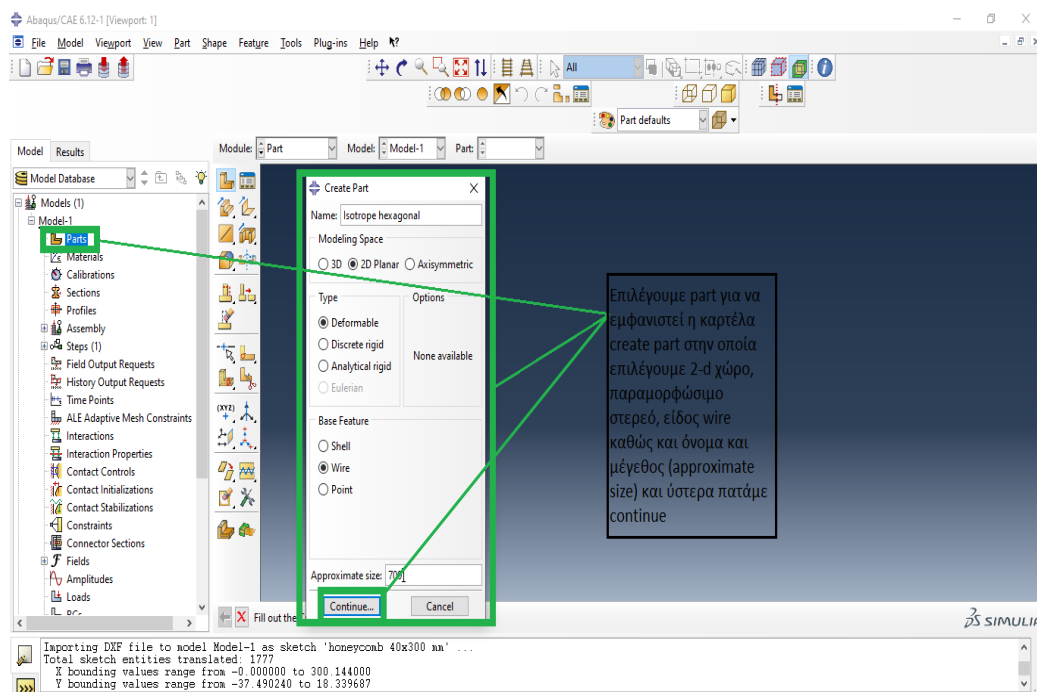 Abaqus/CAE 6.12-1 [Viewport: 1]
File Model Viewport View Part Shape Feature Tools Plug-ins Help
All
Part defaults
Model Results
Module: Part Model: Model-1 Part:
Model Database
Models (1)
Model-1
Parts
Materials
Calibrations
Sections
Profiles
Assembly
Steps (1)
Field Output Requests
History Output Requests
Time Points
ALE Adaptive Mesh Constraints
Interactions
Interaction Properties
Contact Controls
Contact Initializations
Contact Stabilizations
Constraints
Connector Sections
Fields
Amplitudes
Loads
BCs
(XYZ)
Create Part
Name: Isotrope hexagonal
Modeling Space
3D 2D Planar Axisymmetric
Type Options
Deformable
Discrete rigid
Analytical rigid
Eulerian
None available
Base Feature
Shell
Wire
Point
Approximate size: 700
Continue... Cancel
Fill out the
Επιλέγουμε part για να
εμφανιστεί η καρτέλα
create part στην οποία
επιλέγουμε 2-d χώρο,
παραμορφώσιμο
στερεό, είδος wire
καθώς και όνομα και
μέγεθος (approximate
size) και ύστερα πατάμε
continue
SIMULIA
Importing DXF file to model Model-1 as sketch 'honeycomb 40x300 mm' ...
Total sketch entities translated: 1777
X bounding values range from -0.000000 to 300.144000
Y bounding values range from -37.490240 to 18.339687